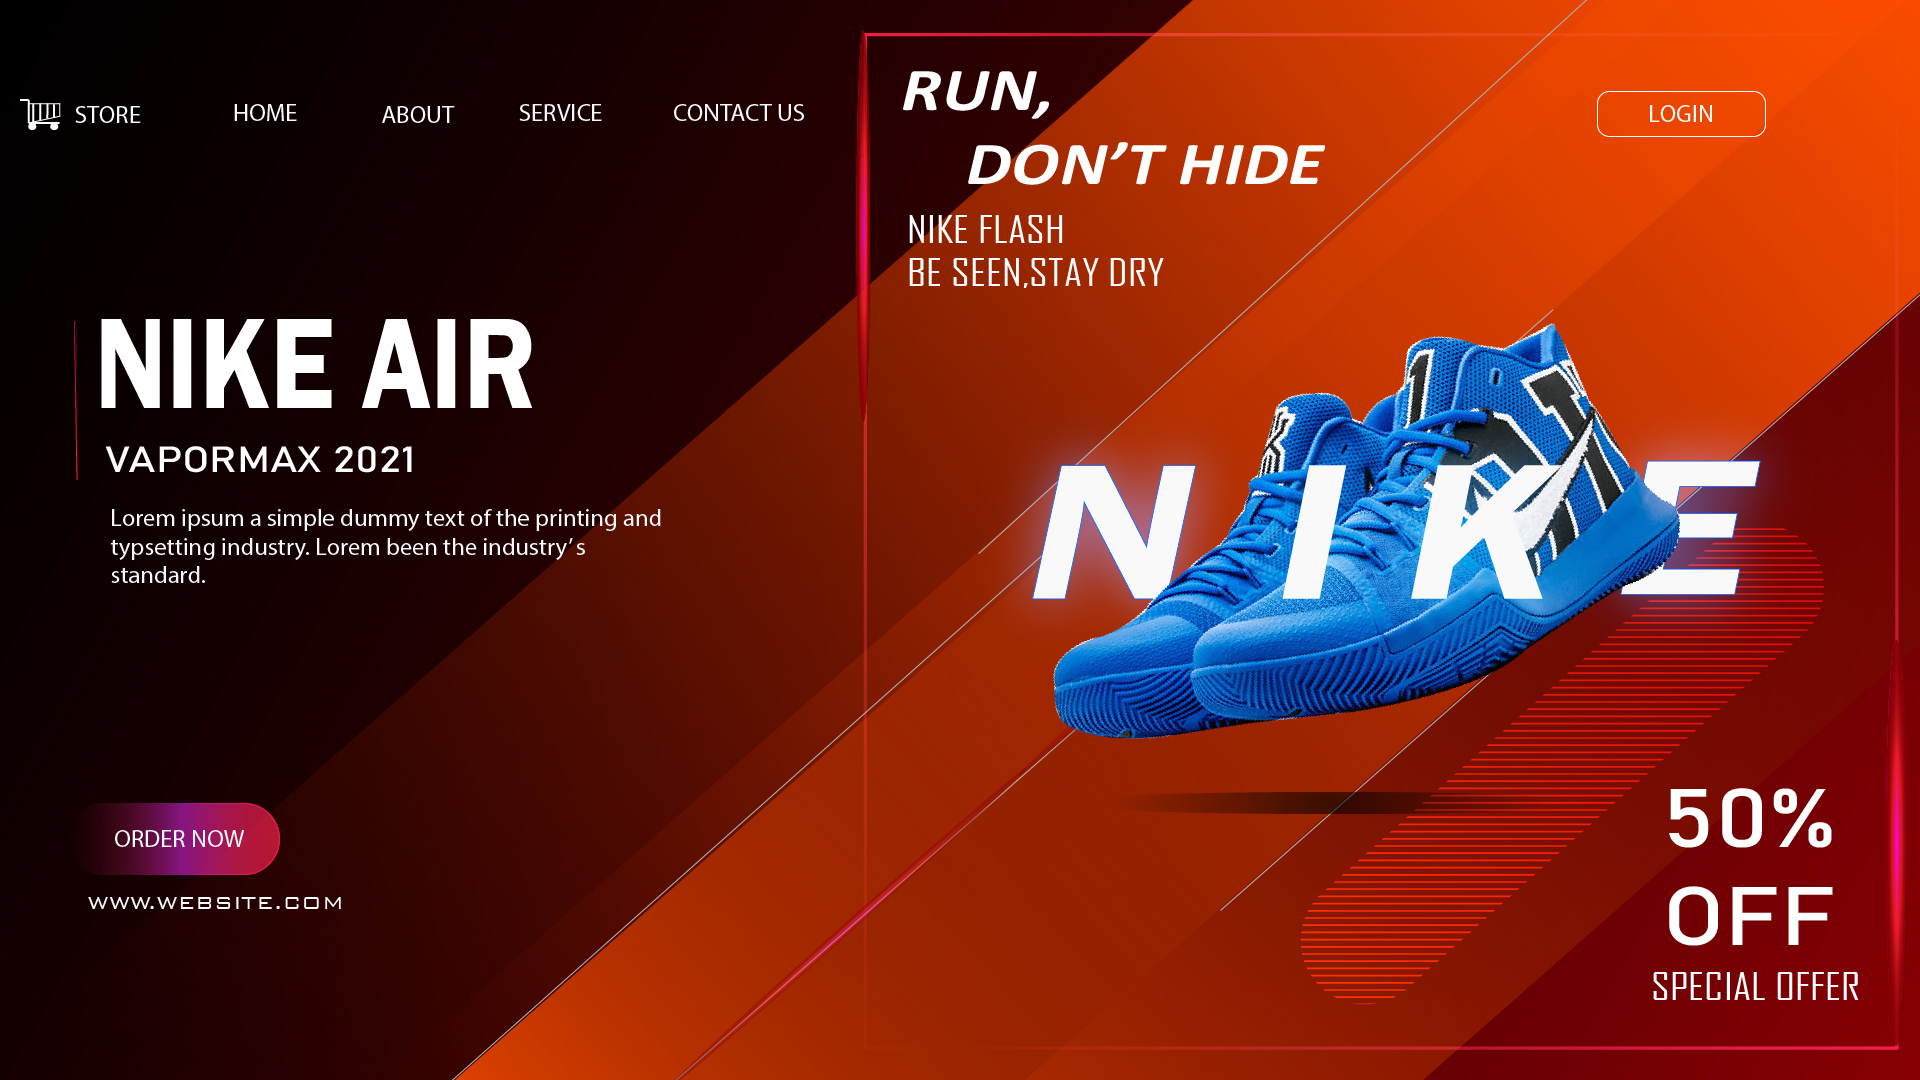 STORE
HOME
ABOUT
SERVICE
CONTACT US
LOGIN
RUN,
DON’T HIDE
NIKE FLASH
BE SEEN,STAY DRY
NIKE AIR
VAPORMAX 2021
Lorem ipsum a simple dummy text of the printing and
typsetting industry. Lorem been the industry’s
standard.
NIKE
ORDER NOW
WWW.WEBSITE.COM
50%
OFF
SPECIAL OFFER